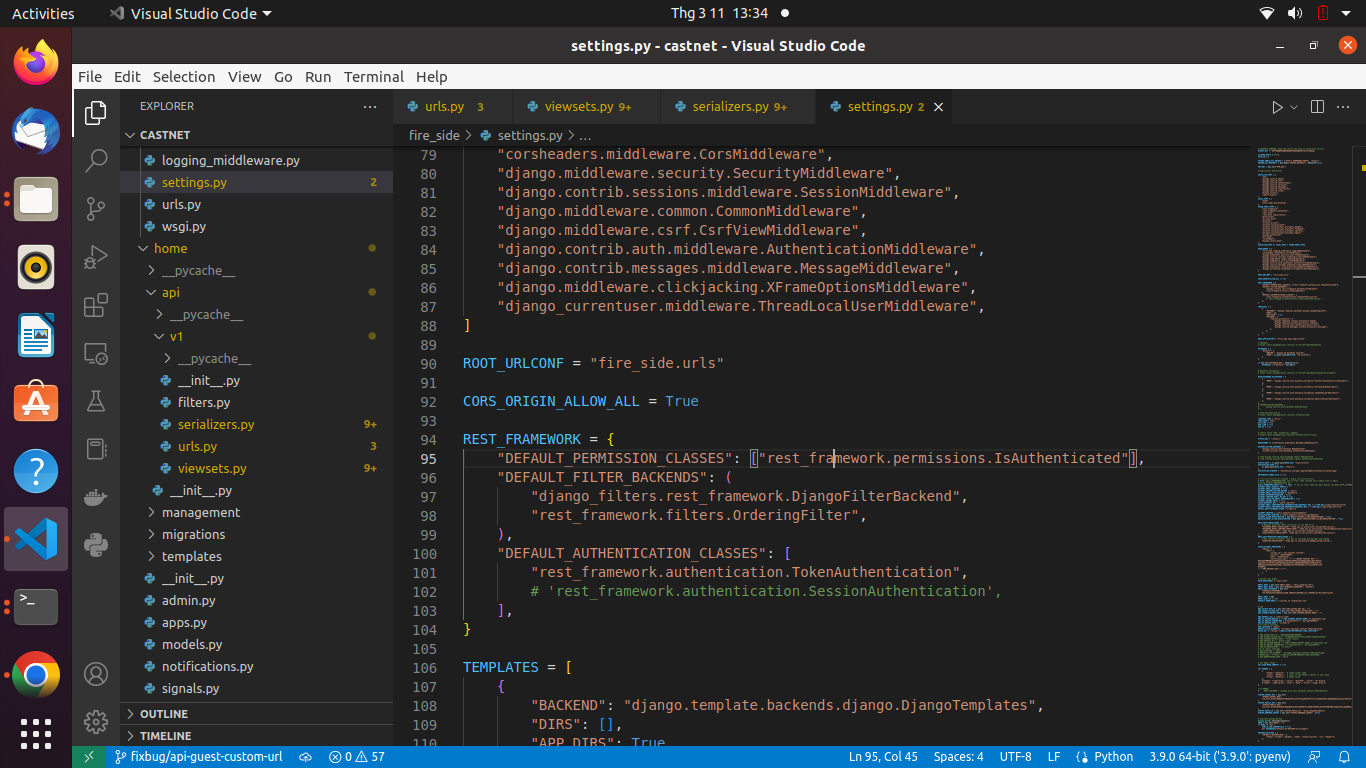 Activities
Visual Studio Code
Thg 3 11 13:34
settings.py - castnet - Visual Studio Code
File Edit Selection View Go Run Terminal Help
EXPLORER
CASTNET
logging_middleware.py
settings.py 2
urls.py
wsgi.py
home
__pycache__
api
__pycache__
v1
__pycache__
__init__.py
filters.py
serializers.py 9+
urls.py 3
viewsets.py 9+
__init__.py
management
migrations
templates
__init__.py
admin.py
apps.py
models.py
notifications.py
signals.py
OUTLINE
TIMELINE
urls.py 3 viewsets.py 9+ serializers.py 9+ settings.py 2
fire_side > settings.py > ...
79 "corsheaders.middleware.CorsMiddleware",
80 "django.middleware.security.SecurityMiddleware",
81 "django.contrib.sessions.middleware.SessionMiddleware",
82 "django.middleware.common.CommonMiddleware",
83 "django.middleware.csrf.CsrfViewMiddleware",
84 "django.contrib.auth.middleware.AuthenticationMiddleware",
85 "django.contrib.messages.middleware.MessageMiddleware",
86 "django.middleware.clickjacking.XFrameOptionsMiddleware",
87 "django_currentuser.middleware.ThreadLocalUserMiddleware",
88 ]
89
90 ROOT_URLCONF = "fire_side.urls"
91
92 CORS_ORIGIN_ALLOW_ALL = True
93
94 REST_FRAMEWORK = {
95 "DEFAULT_PERMISSION_CLASSES": ["rest_framework.permissions.IsAuthenticated"],
96 "DEFAULT_FILTER_BACKENDS": (
97 "django_filters.rest_framework.DjangoFilterBackend",
98 "rest_framework.filters.OrderingFilter",
99 ),
100 "DEFAULT_AUTHENTICATION_CLASSES": [
101 "rest_framework.authentication.TokenAuthentication",
102 # 'rest_framework.authentication.SessionAuthentication',
103 ],
104 }
105
106 TEMPLATES = [
107 {
108 "BACKEND": "django.template.backends.django.DjangoTemplates",
109 "DIRS": [],
110 "APP_DIRS": True,
fixbug/api-guest-custom-url 0 57 Ln 95, Col 45 Spaces: 4 UTF-8 LF Python 3.9.0 64-bit ('3.9.0': pyenv)